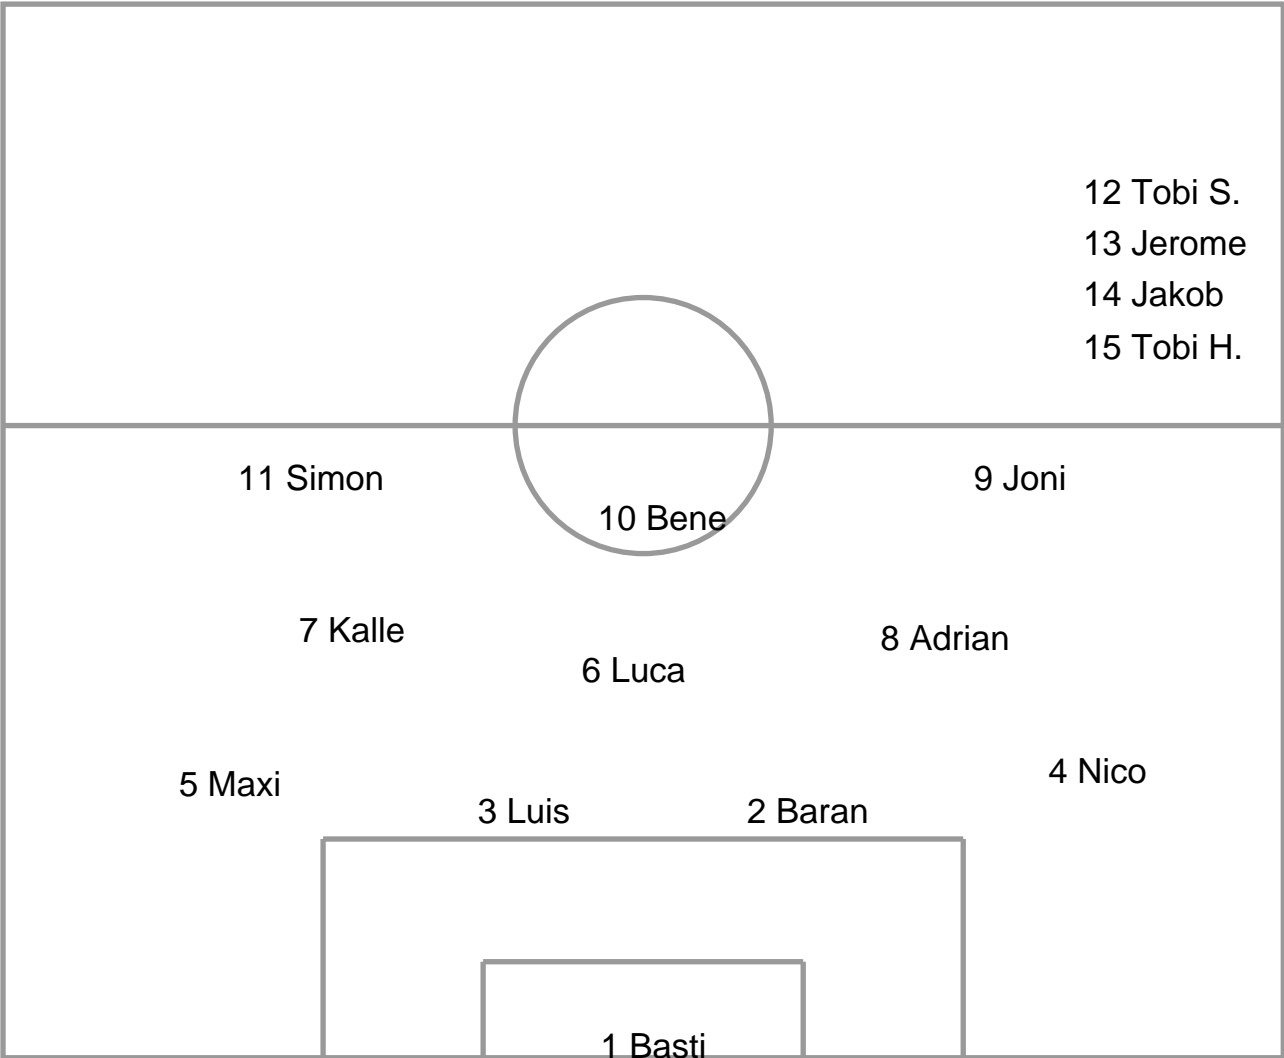 12 Tobi S.
13 Jerome
14 Jakob
15 Tobi H.
11 Simon
9 Joni
10 Bene
7 Kalle
8 Adrian
6 Luca
4 Nico
5 Maxi
3 Luis
2 Baran
1 Basti